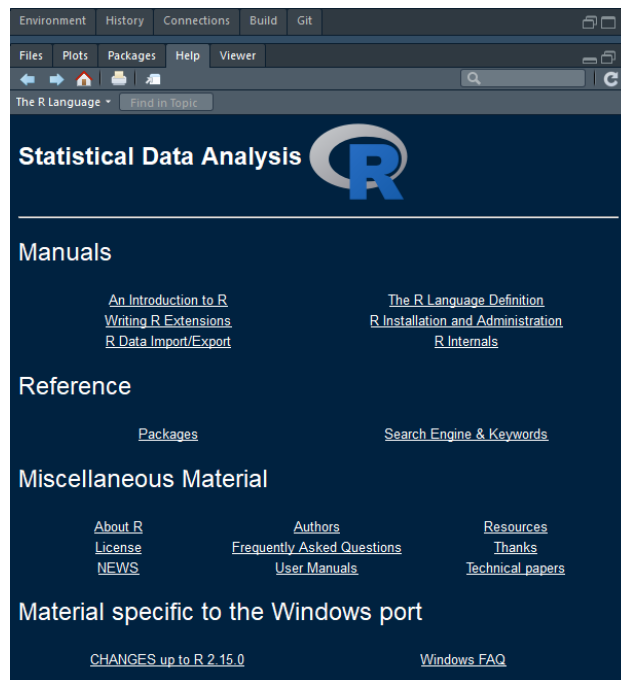 Environment History Connections Build Git
Files Plots Packages Help Viewer
The R Language Find in Topic
Statistical Data Analysis R
Manuals
An Introduction to R The R Language Definition
Writing R Extensions R Installation and Administration
R Data Import/Export R Internals
Reference
Packages Search Engine & Keywords
Miscellaneous Material
About R Authors Resources
License Frequently Asked Questions Thanks
NEWS User Manuals Technical papers
Material specific to the Windows port
CHANGES up to R 2.15.0 Windows FAQ